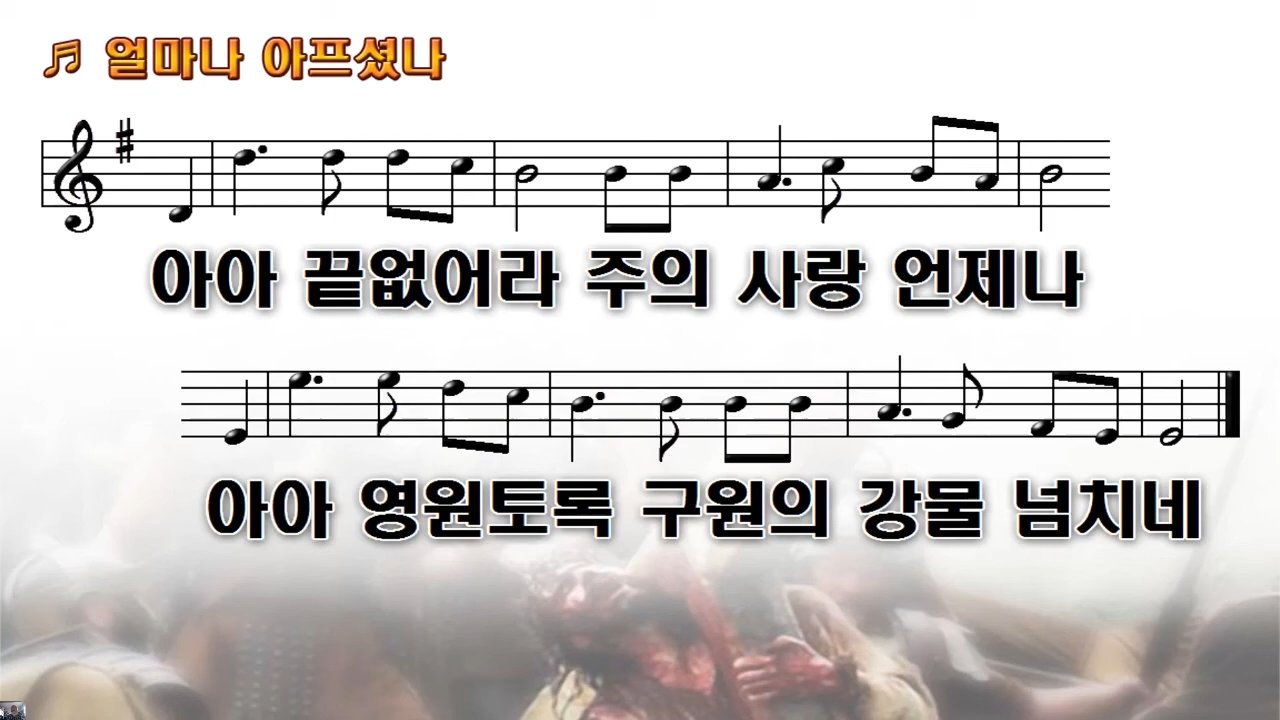 얼마나 아프셨나
아아 끝없어라 주의 사랑 언제나
아아 영원토록 구원의 강물 넘치네